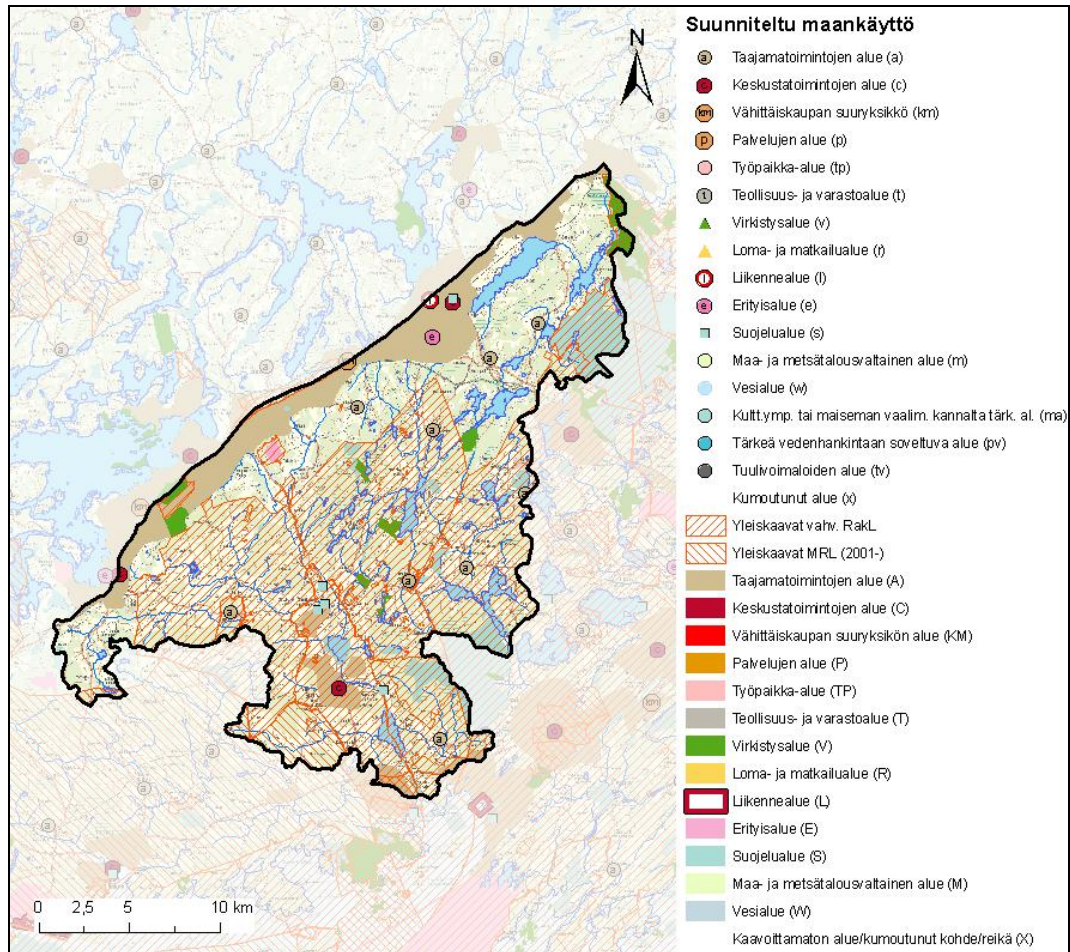 Suunniteltu maankäyttö
N
Taajamatoimintojen alue (a)
Keskustatoimintojen alue (c)
Vähittäiskaupan suuryksikkö (km)
Palvelujen alue (p)
Työpaikka-alue (tp)
Teollisuus- ja varastoalue (t)
Virkistysalue (v)
Loma- ja matkailualue (r)
Liikennealue (l)
Erityisalue (e)
Suojelualue (s)
Maa- ja metsätalousvaltainen alue (m)
Vesialue (w)
Kultt.ymp. tai maiseman vaalim. kannalta tärk. al. (ma)
Tärkeä vedenhankintaan soveltuva alue (pv)
Tuulivoimaloiden alue (tv)
Kumoutunut alue (x)
Yleiskaavat vahv. RakL
Yleiskaavat MRL (2001-)
Taajamatoimintojen alue (A)
Keskustatoimintojen alue (C)
Vähittäiskaupan suuryksikön alue (KM)
Palvelujen alue (P)
Työpaikka-alue (TP)
Teollisuus- ja varastoalue (T)
Virkistysalue (V)
Loma- ja matkailualue (R)
Liikennealue (L)
Erityisalue (E)
Suojelualue (S)
Maa- ja metsätalousvaltainen alue (M)
Vesialue (W)
Kaavoittamaton alue/kumoutunut kohde/reikä (X)
0 2,5 5 10 km